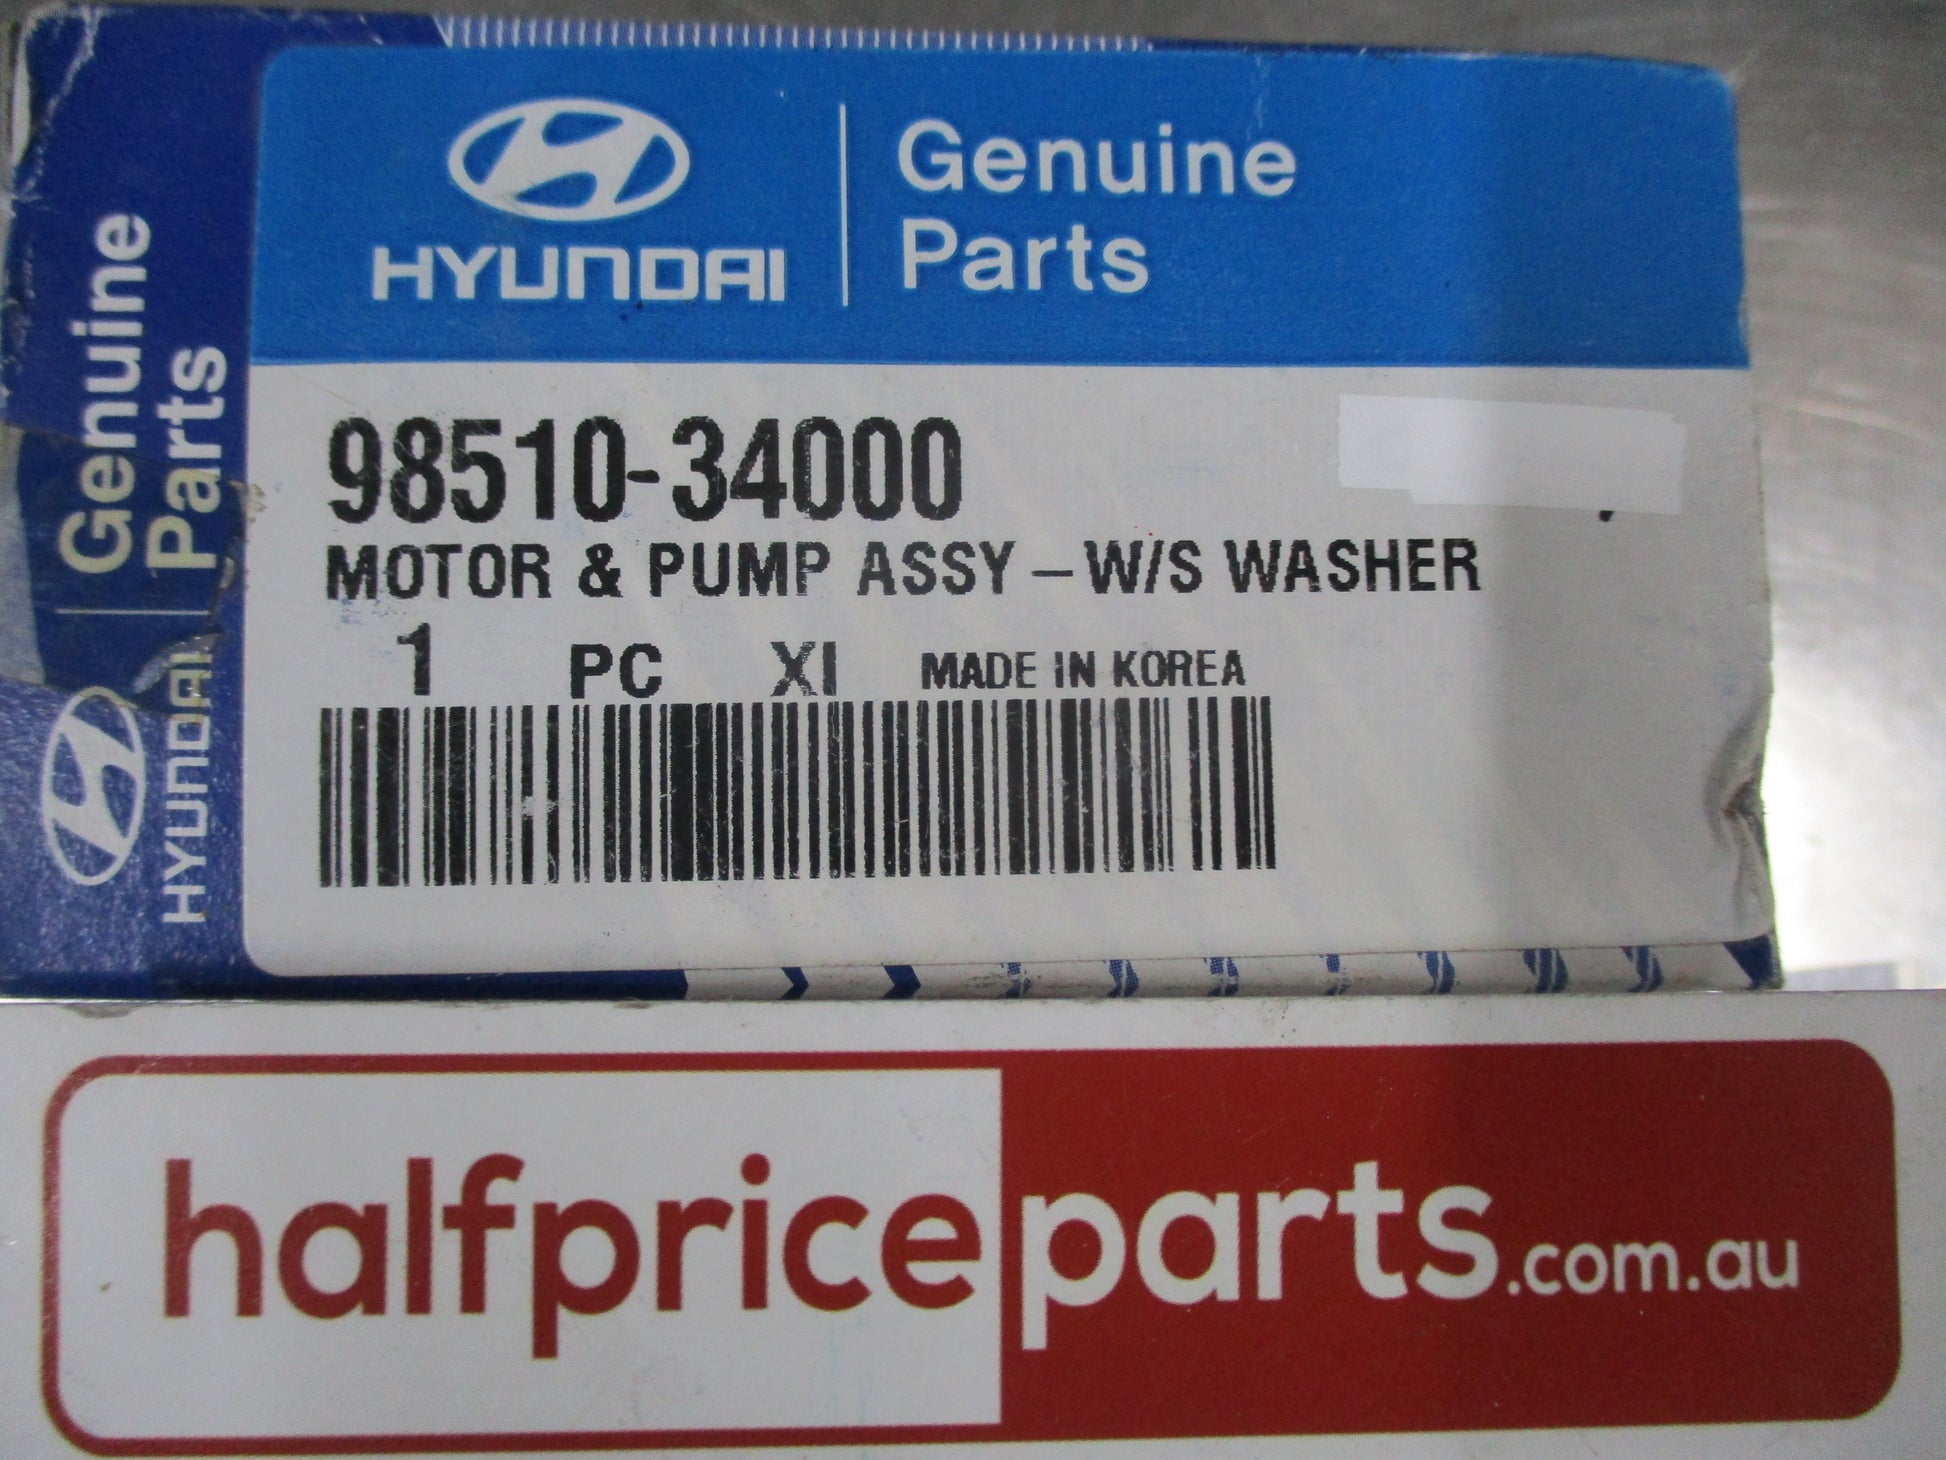 Genuine
Parts
HYUNDAI
HYUNDAI
Genuine
Parts
98510-34000
MOTOR & PUMP ASSY – W/S WASHER
1 PC XI MADE IN KOREA
halfpriceparts.com.au